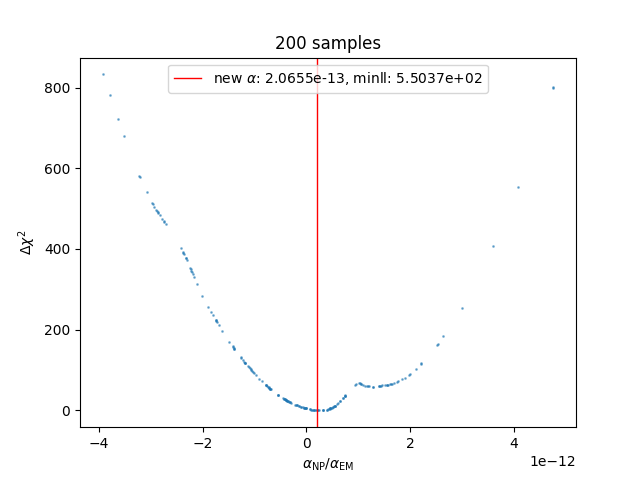 200 samples
new α: 2.0655e-13, minll: 5.5037e+02
800
600
400
200
0
Δχ²
−4
−2
0
2
4
1e−12
α_NP/α_EM